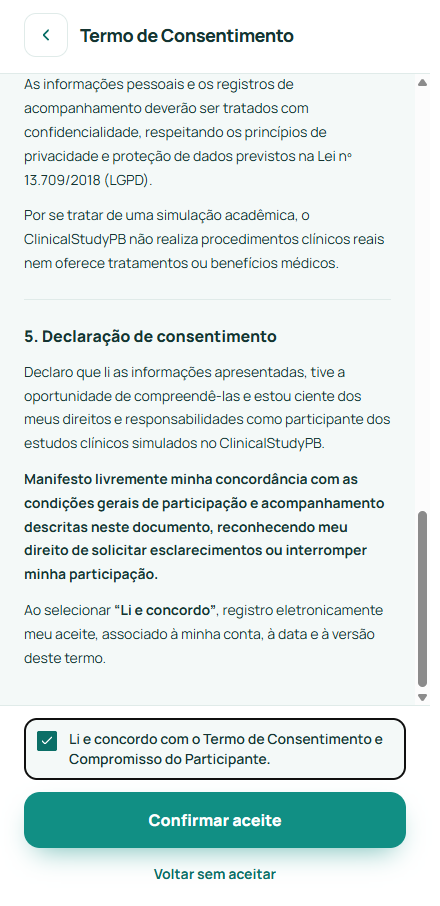 Termo de Consentimento
As informações pessoais e os registros de
acompanhamento deverão ser tratados com
confidencialidade, respeitando os princípios de
privacidade e proteção de dados previstos na Lei nº
13.709/2018 (LGPD).
Por se tratar de uma simulação acadêmica, o
ClinicalStudyPB não realiza procedimentos clínicos reais
nem oferece tratamentos ou benefícios médicos.
5. Declaração de consentimento
Declaro que li as informações apresentadas, tive a
oportunidade de compreendê-las e estou ciente dos
meus direitos e responsabilidades como participante dos
estudos clínicos simulados no ClinicalStudyPB.
Manifesto livremente minha concordância com as
condições gerais de participação e acompanhamento
descritas neste documento, reconhecendo meu
direito de solicitar esclarecimentos ou interromper
minha participação.
Ao selecionar “Li e concordo”, registro eletronicamente
meu aceite, associado à minha conta, à data e à versão
deste termo.
Li e concordo com o Termo de Consentimento e
Compromisso do Participante.
Confirmar aceite
Voltar sem aceitar